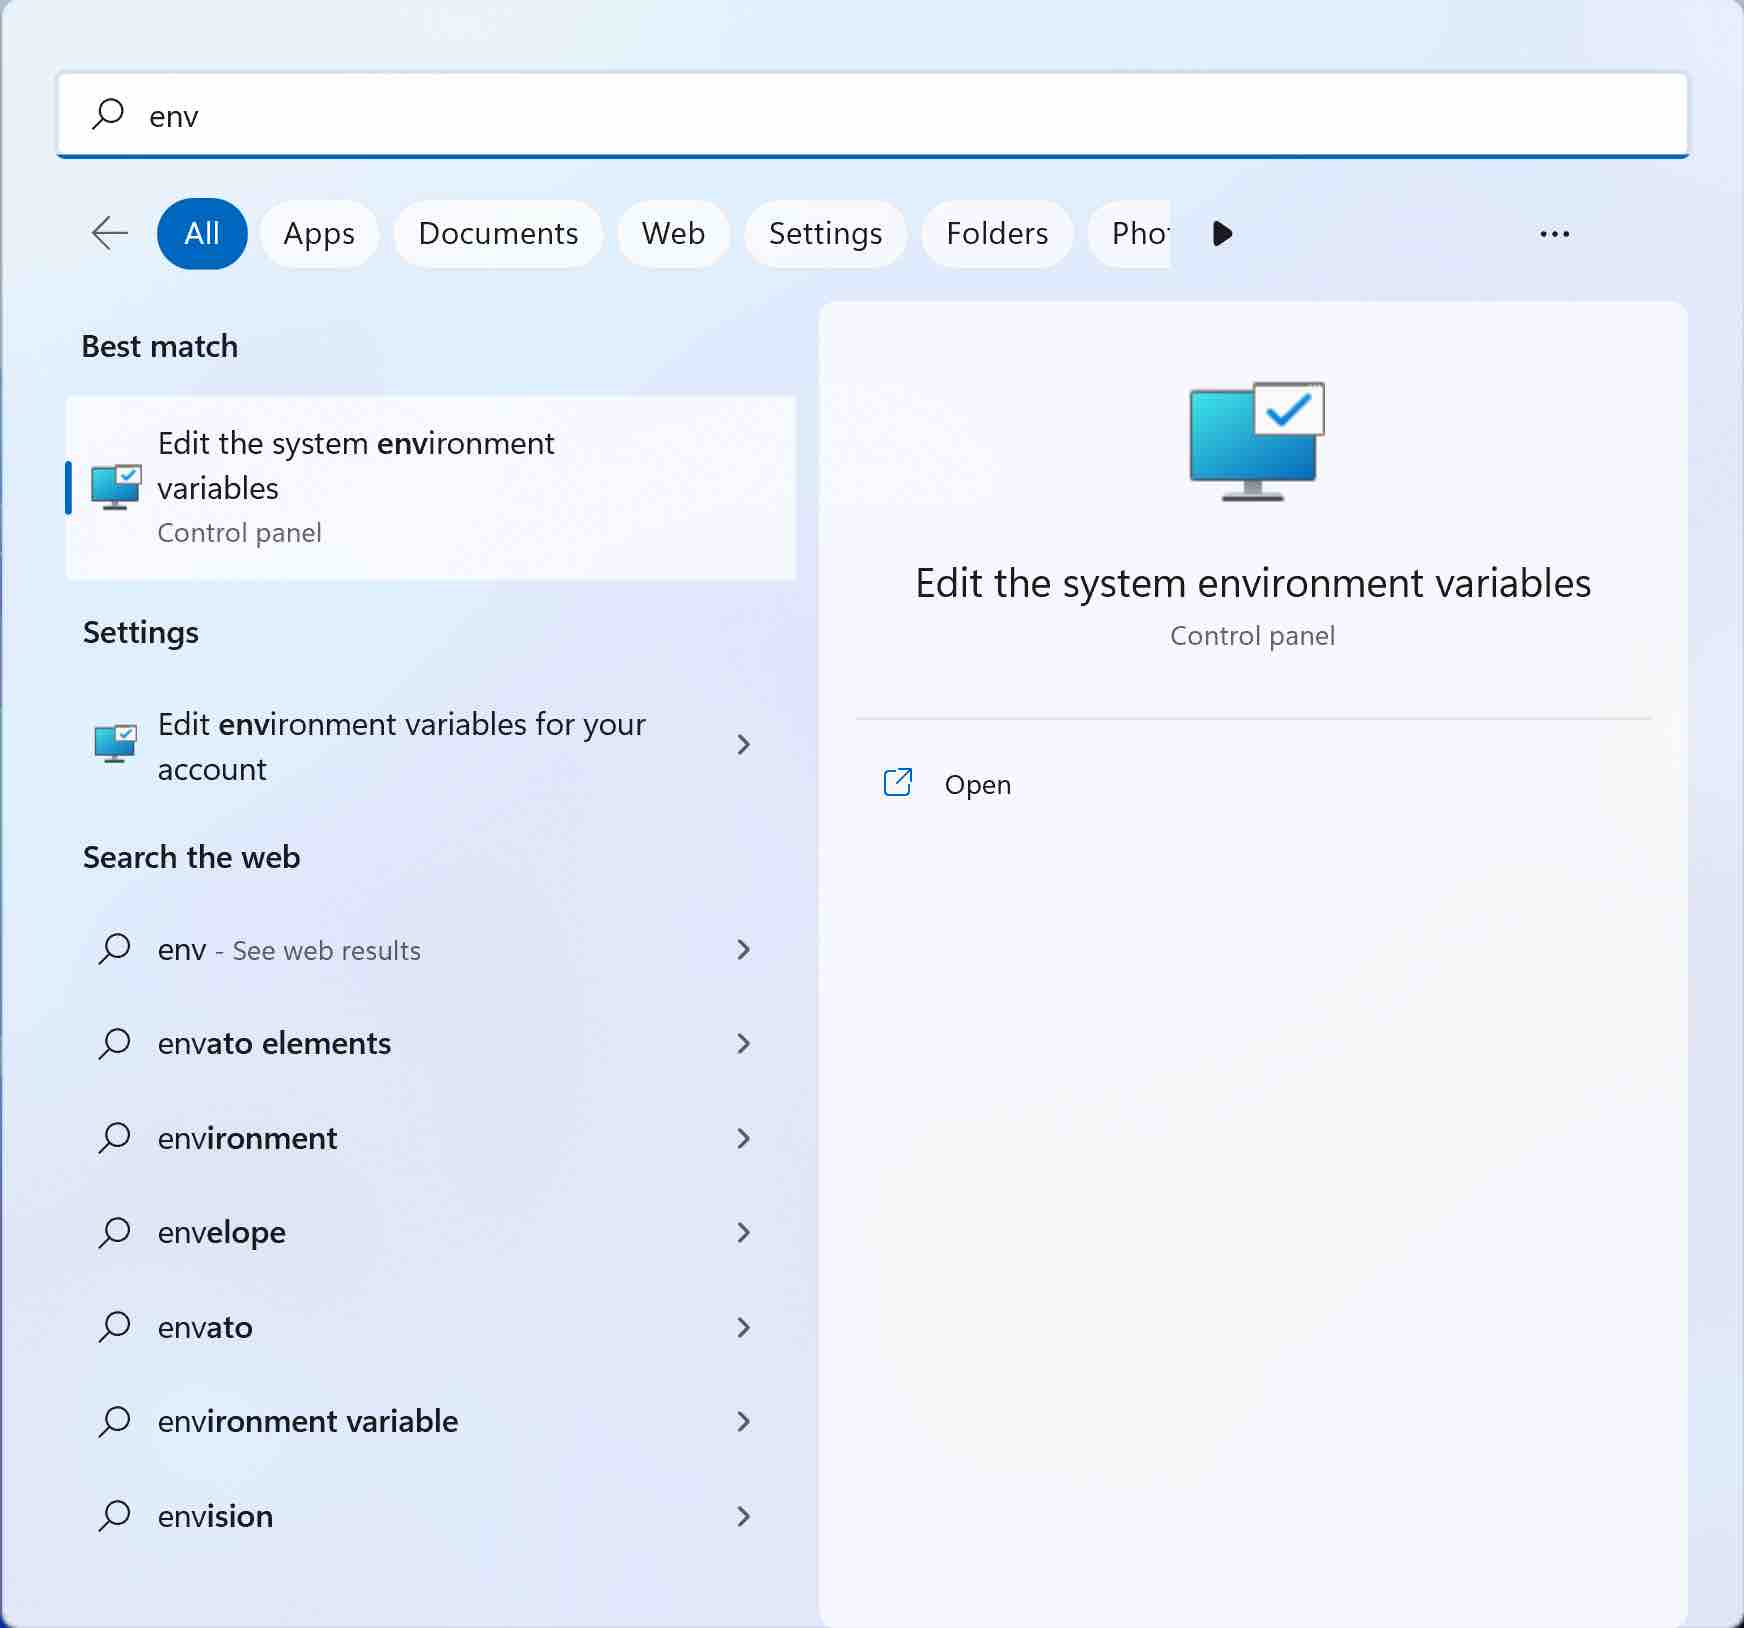 env
All Apps Documents Web Settings Folders Pho
Best match
Edit the system environment
variables
Control panel
Settings
Edit environment variables for your
account
Search the web
env - See web results
envato elements
environment
envelope
envato
environment variable
envision
Edit the system environment variables
Control panel
Open